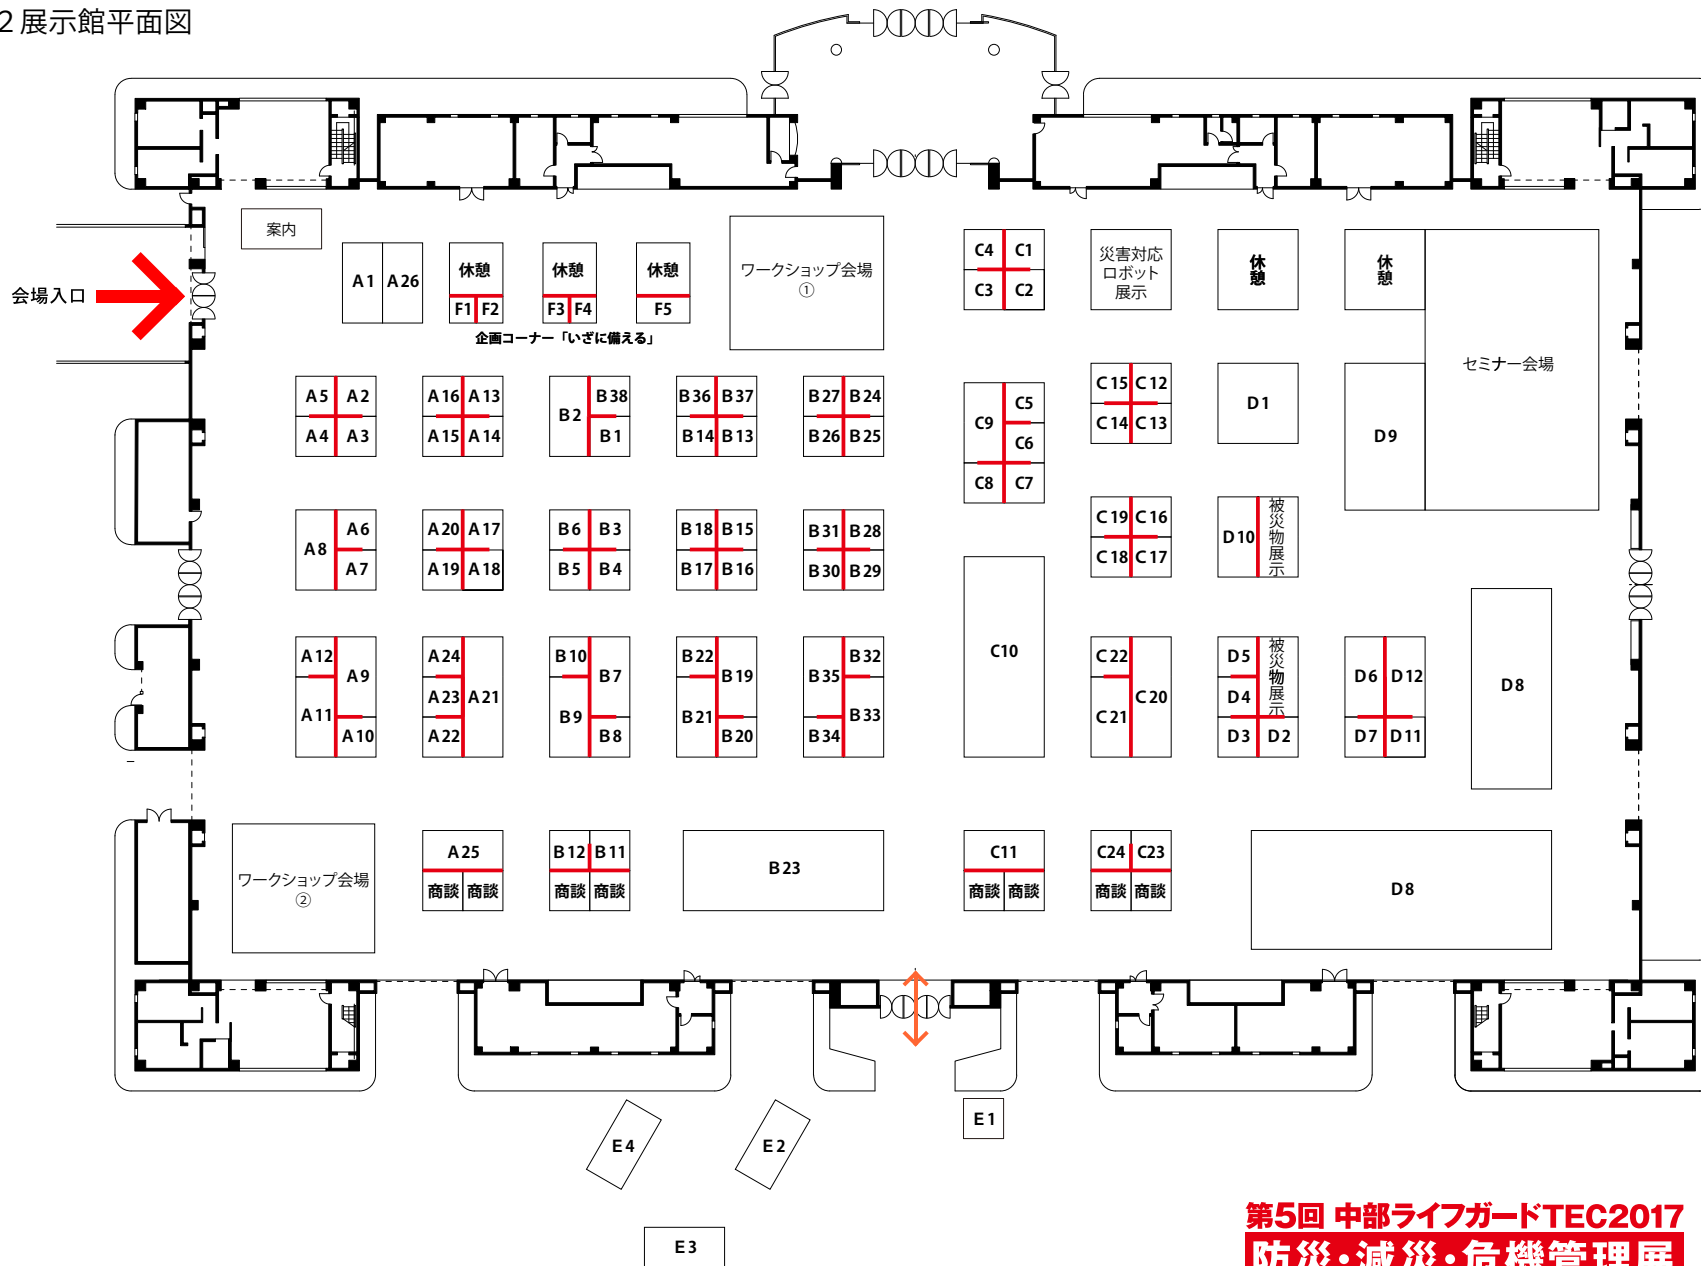 2展示館平面図
案内
会場入口
A1 A26
休憩
F1 F2
休憩
F3 F4
休憩
F5
企画コーナー「いざに備える」
ワークショップ会場
①
C4 C1
C3 C2
災害対応
ロボット
展示
休憩
休憩
セミナー会場
A5 A2
A4 A3
A16 A13
A15 A14
B2 B38
B1
B36 B37
B14 B13
B27 B24
B26 B25
C9 C5
C6
C8 C7
C15 C12
C14 C13
D1
D9
A8 A6
A7
A20 A17
A19 A18
B6 B3
B5 B4
B18 B15
B17 B16
B31 B28
B30 B29
C19 C16
C18 C17
D10 被災物展示
A12 A9
A11 A10
A24
A23 A21
A22
B10 B7
B9 B8
B22 B19
B21 B20
B35 B32
B34 B33
C10
C22 C20
C21
D5 被災物展示
D4
D3 D2
D6 D12
D7 D11
D8
ワークショップ会場
②
A25
商談 商談
B12 B11
商談 商談
B23
C11
商談 商談
C24 C23
商談 商談
D8
E1
E4
E2
E3
第5回 中部ライフガードTEC2017
防災・減災・危機管理展